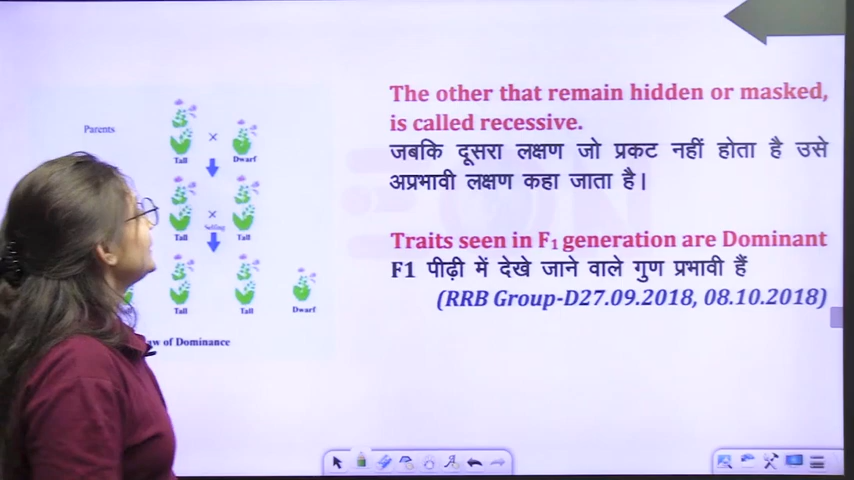 The other that remain hidden or masked,
is called recessive.
जबकि दूसरा लक्षण जो प्रकट नहीं होता है उसे
अप्रभावी लक्षण कहा जाता है।
Traits seen in F1 generation are Dominant
F1 पीढ़ी में देखे जाने वाले गुण प्रभावी हैं
(RRB Group-D27.09.2018, 08.10.2018)
Parents
×
Tall Dwarf
×
Selfing
Tall Tall
Tall Tall Dwarf
of Dominance